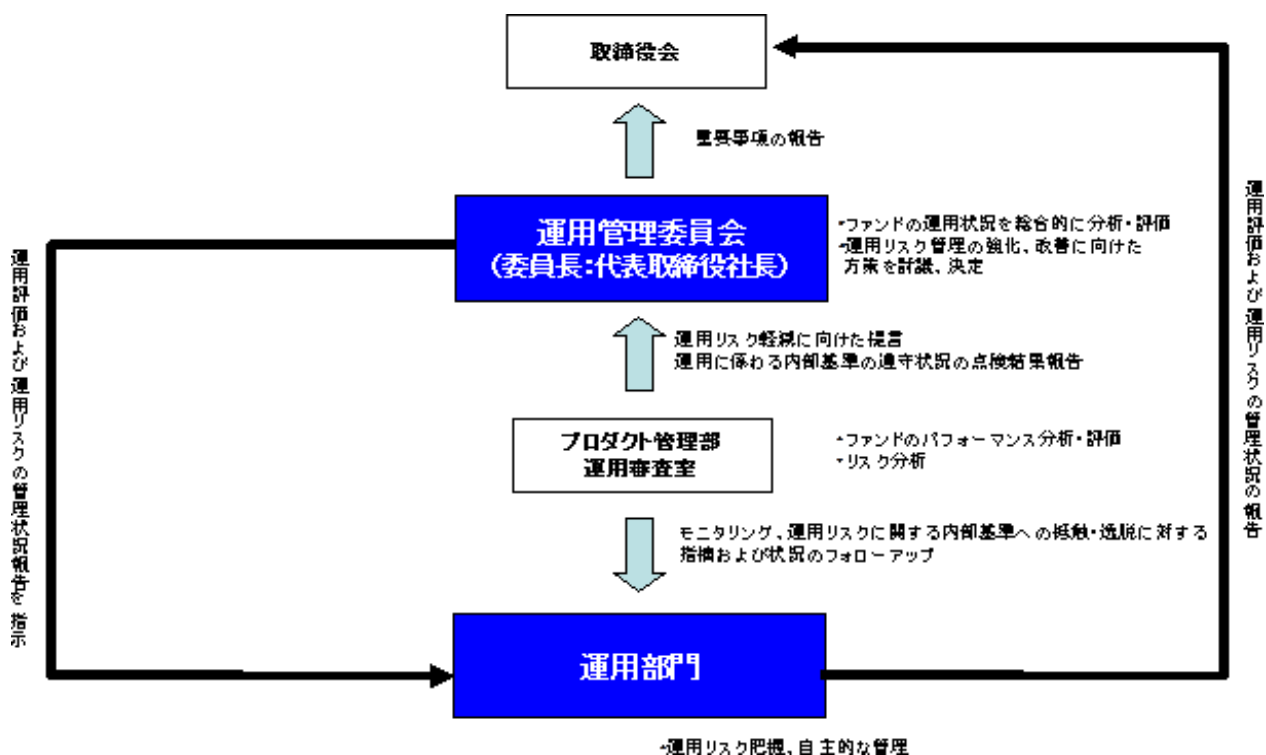 取締役会
重要事項の報告
運用管理委員会
(委員長:代表取締役社長)
・ファンドの運用状況を総合的に分析・評価
・運用リスク管理の強化、改善に向けた
方策を討議、決定
運用リスク軽減に向けた提言
運用に係わる内部基準の遵守状況の点検結果報告
プロダクト管理部
運用審査室
・ファンドのパフォーマンス分析・評価
・リスク分析
モニタリング、運用リスクに関する内部基準への抵触・逸脱に対する
指摘および状況のフォローアップ
運用部門
・運用リスク把握、自主的な管理
運用評価および運用リスクの管理状況報告を指示
運用評価および運用リスクの管理状況の報告